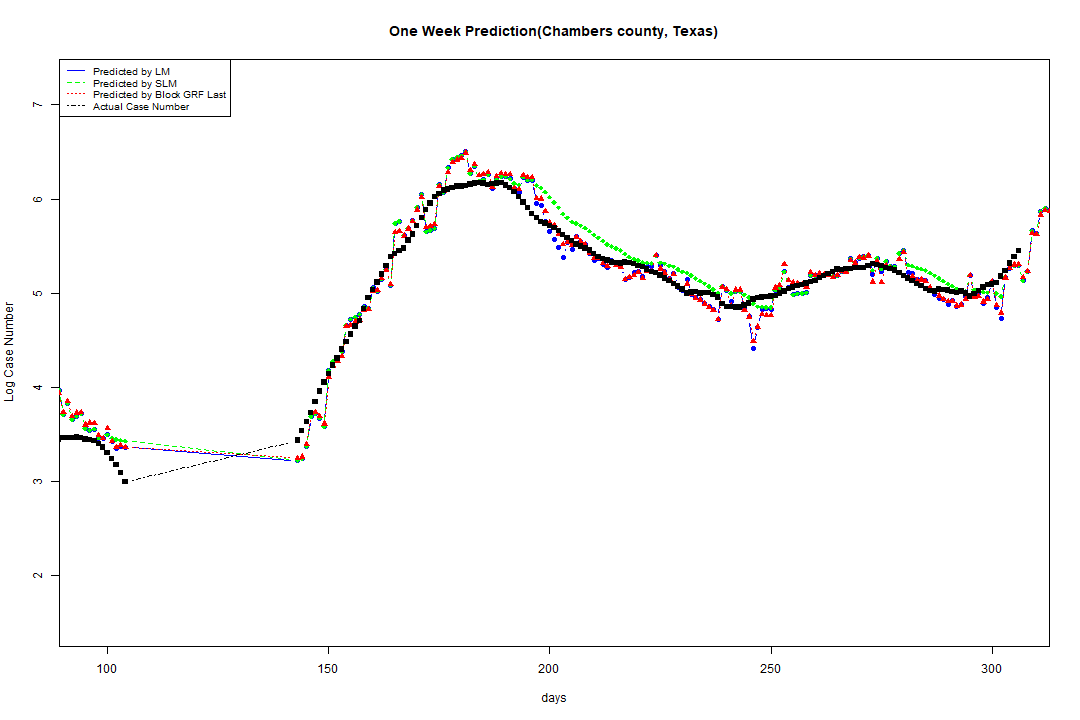 One Week Prediction(Chambers county, Texas)
Predicted by LM
Predicted by SLM
Predicted by Block GRF Last
Actual Case Number
7
6
5
4
3
2
Log Case Number
100 150 200 250 300
days